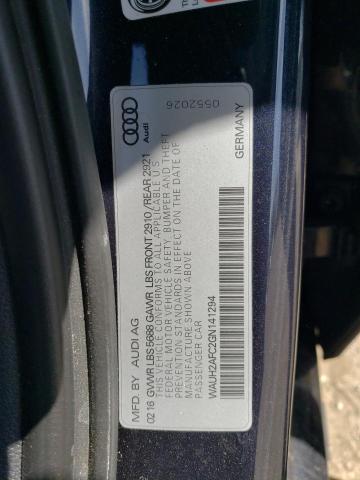 Audi
0552026
MFD. BY AUDI AG
02 16 GVWR LBS 5688 GAWR LBS FRONT 2910 / REAR 2921
THIS VEHICLE CONFORMS TO ALL APPLICABLE U.S.
FEDERAL MOTOR VEHICLE SAFETY, BUMPER AND THEFT
PREVENTION STANDARDS IN EFFECT ON THE DATE OF
MANUFACTURE SHOWN ABOVE
PASSENGER CAR
WAUH2AFC2GN141294
GERMANY